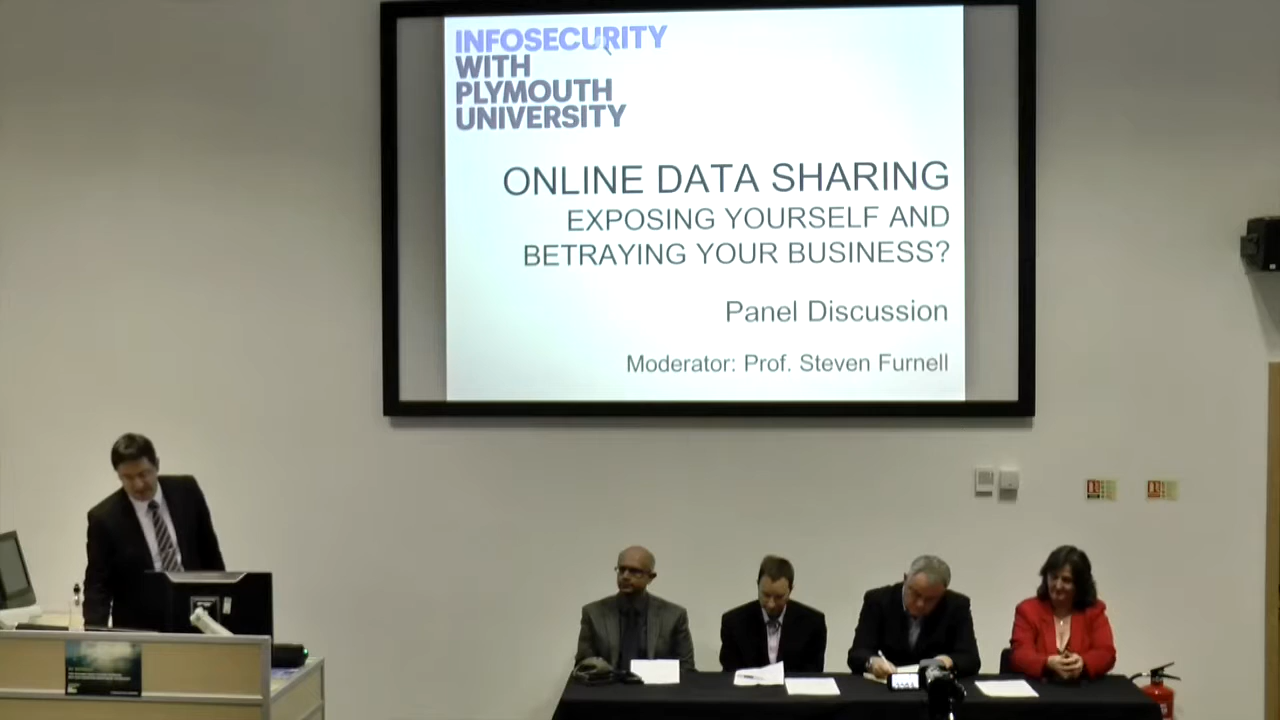 INFOSECURITY
WITH
PLYMOUTH
UNIVERSITY
ONLINE DATA SHARING
EXPOSING YOURSELF AND
BETRAYING YOUR BUSINESS?
Panel Discussion
Moderator: Prof. Steven Furnell